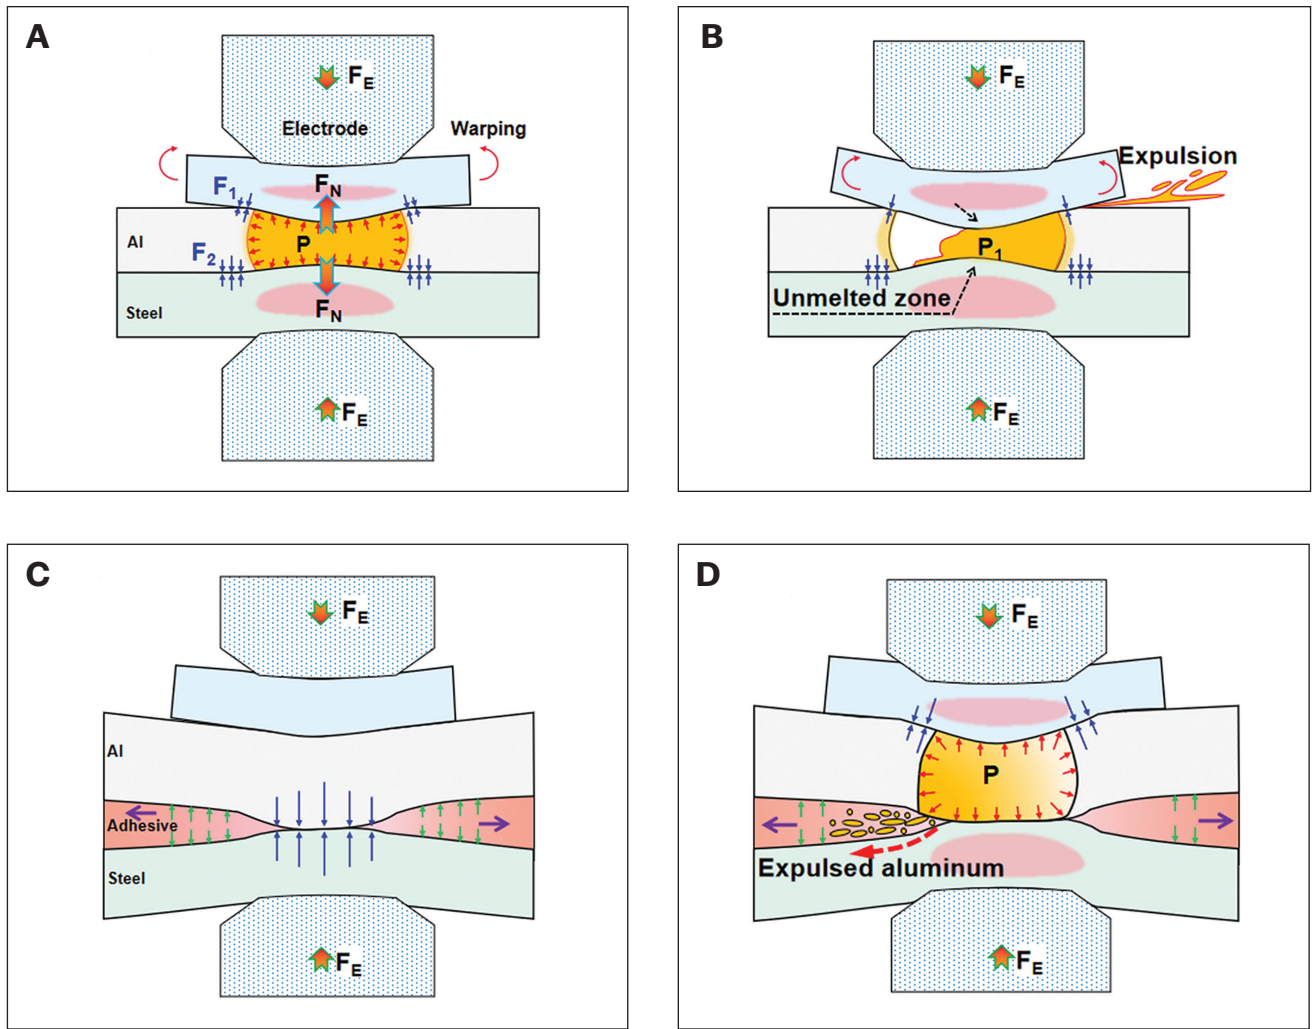 A
F_E
Electrode
Warping
F_N
F_1
Al
P
F_2
F_N
Steel
F_E
B
F_E
Expulsion
P_1
Unmelted zone
F_E
C
F_E
Al
Adhesive
Steel
F_E
D
F_E
P
Expulsed aluminum
F_E